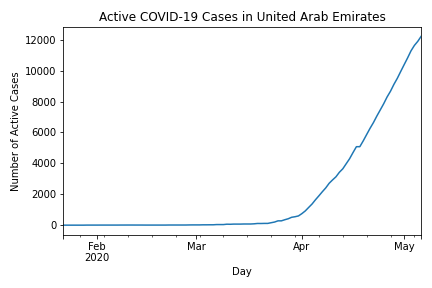 Active COVID-19 Cases in United Arab Emirates
Number of Active Cases
12000
10000
8000
6000
4000
2000
0
Feb
2020
Mar
Apr
May
Day